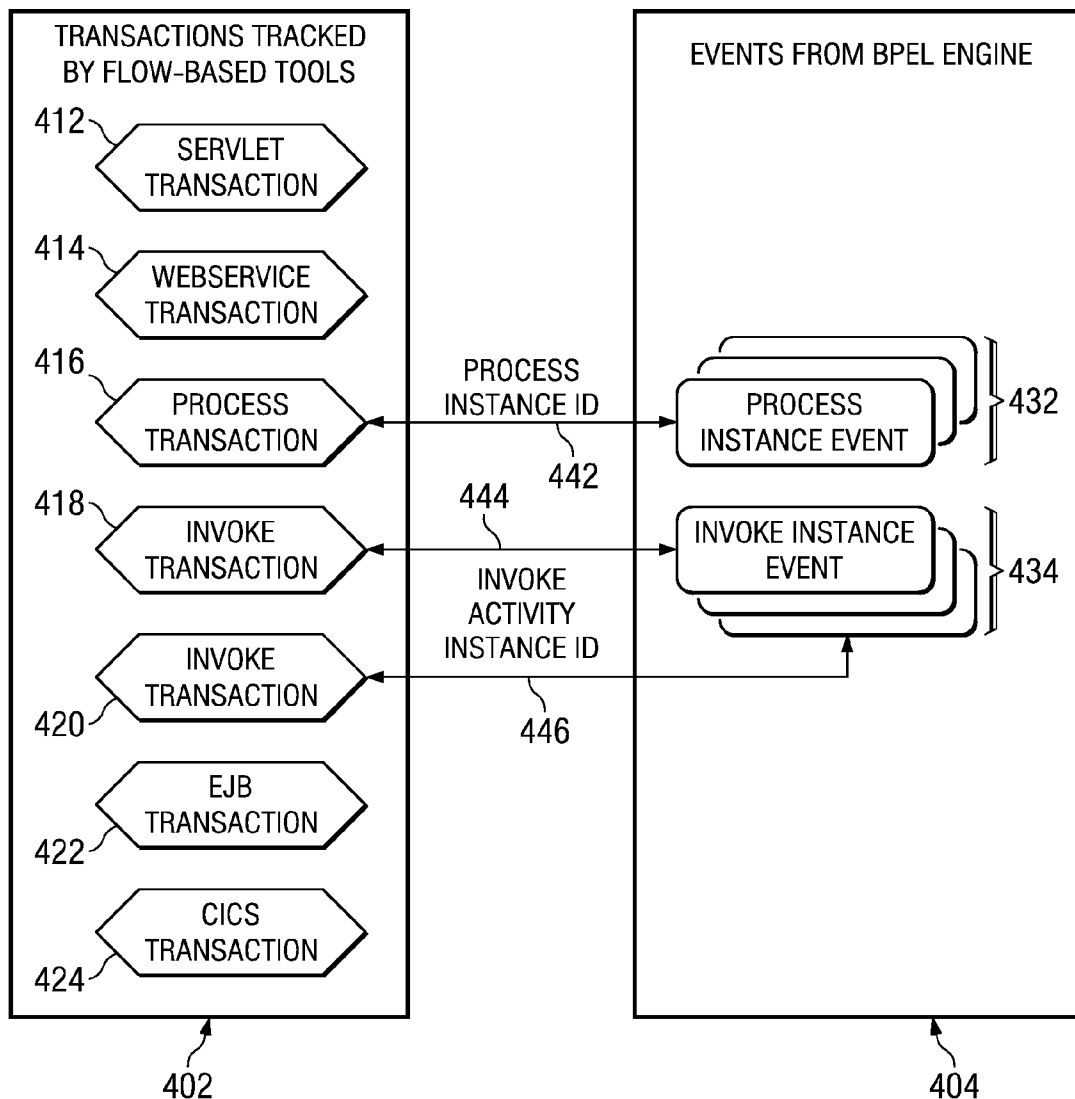 TRANSACTIONS TRACKED
BY FLOW-BASED TOOLS
412
SERVLET
TRANSACTION
414
WEBSERVICE
TRANSACTION
416
PROCESS
TRANSACTION
418
INVOKE
TRANSACTION
INVOKE
TRANSACTION
420
EJB
TRANSACTION
422
CICS
TRANSACTION
424
402
PROCESS
INSTANCE ID
442
444
INVOKE
ACTIVITY
INSTANCE ID
446
EVENTS FROM BPEL ENGINE
PROCESS
INSTANCE EVENT
432
INVOKE INSTANCE
EVENT
434
404